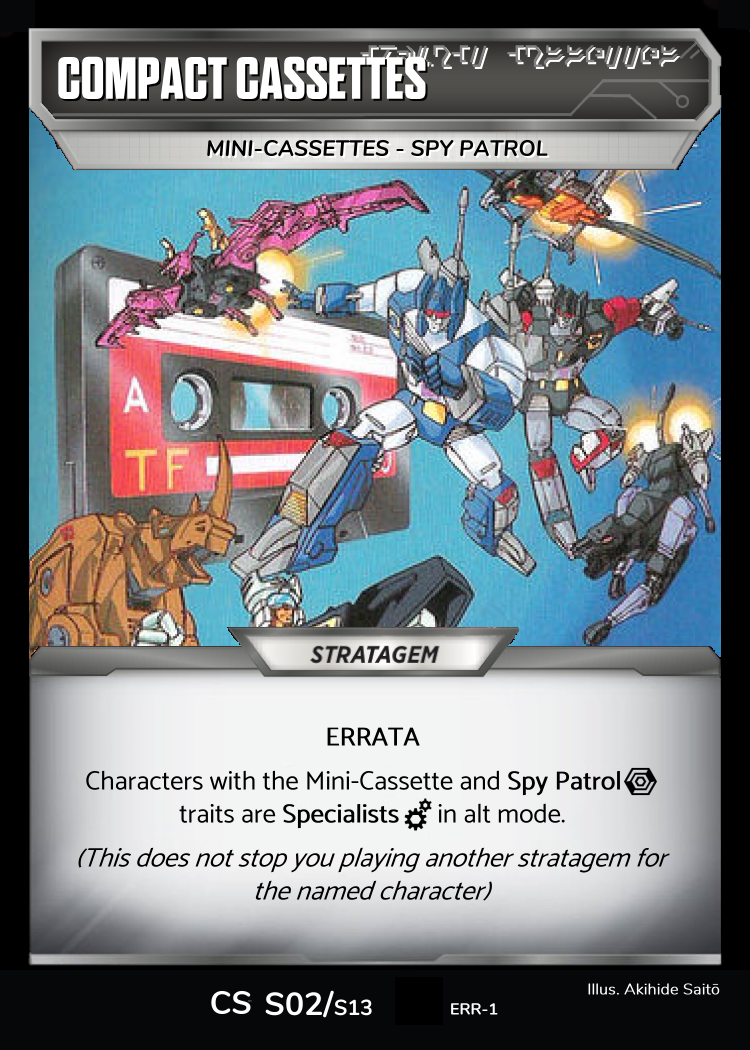 COMPACT CASSETTES
MINI-CASSETTES - SPY PATROL
A
TF
STRATAGEM
ERRATA
Characters with the Mini-Cassette and Spy Patrol
traits are Specialists in alt mode.
(This does not stop you playing another stratagem for
the named character)
Illus. Akihide Saitō
CS S02/S13
ERR-1